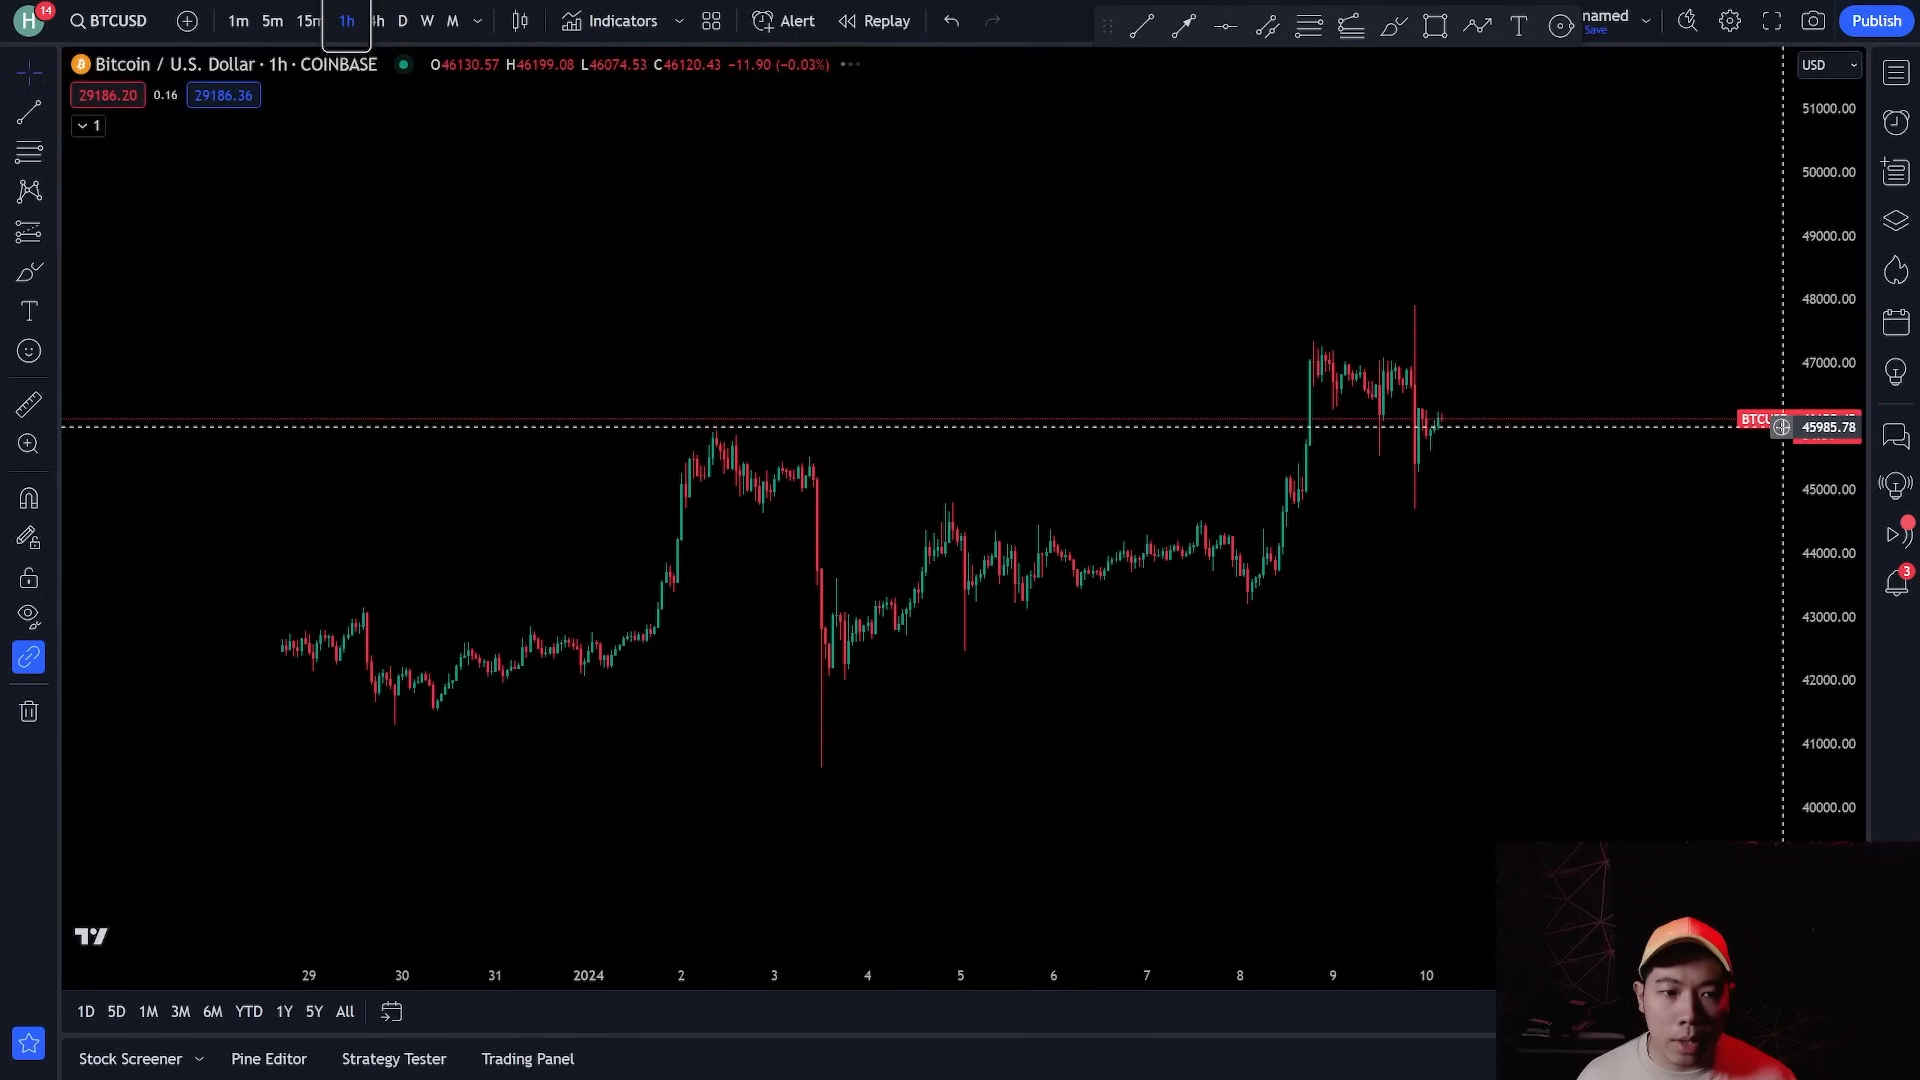 H
14
BTCUSD
1m 5m 15m 1h 4h D W M
Indicators
Alert
Replay
named
Save
Publish
Bitcoin / U.S. Dollar · 1h · COINBASE
O46130.57 H46199.08 L46074.53 C46120.43 −11.90 (−0.03%)
USD
29186.20 0.16 29186.36
1
51000.00
50000.00
49000.00
48000.00
47000.00
45985.78
45000.00
44000.00
43000.00
42000.00
41000.00
40000.00
3
29 30 31 2024 2 3 4 5 6 7 8 9 10
1D 5D 1M 3M 6M YTD 1Y 5Y All
Stock Screener Pine Editor Strategy Tester Trading Panel